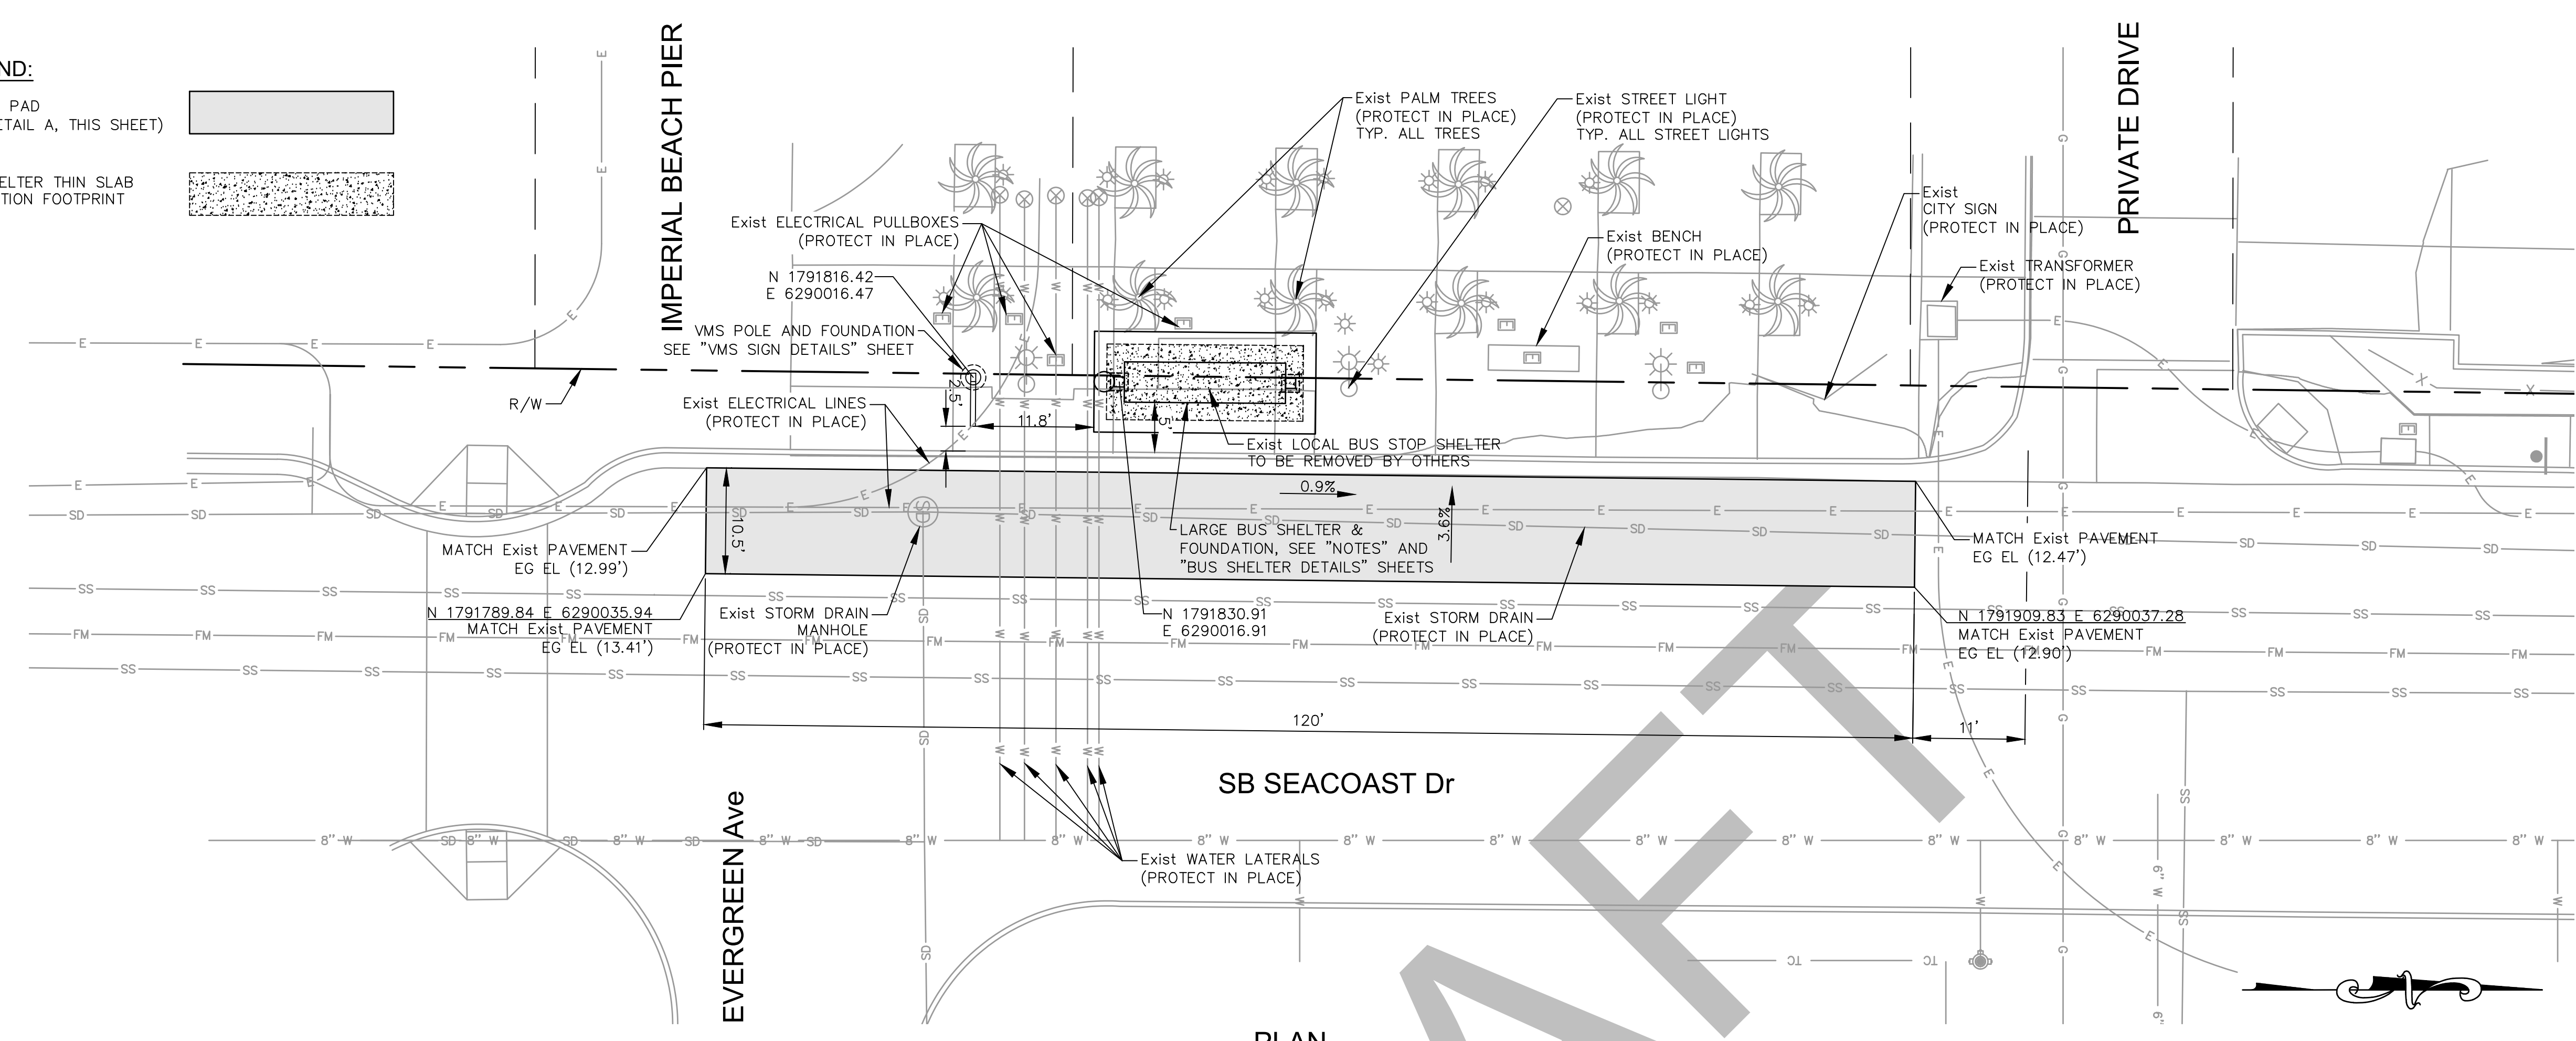 ND:
PAD
ETAIL A, THIS SHEET)
ELTER THIN SLAB
TION FOOTPRINT
IMPERIAL BEACH PIER
PRIVATE DRIVE
Exist PALM TREES
(PROTECT IN PLACE)
TYP. ALL TREES
Exist STREET LIGHT
(PROTECT IN PLACE)
TYP. ALL STREET LIGHTS
Exist
CITY SIGN
(PROTECT IN PLACE)
Exist ELECTRICAL PULLBOXES
(PROTECT IN PLACE)
Exist BENCH
(PROTECT IN PLACE)
Exist TRANSFORMER
(PROTECT IN PLACE)
N 1791816.42
E 6290016.47
VMS POLE AND FOUNDATION
SEE "VMS SIGN DETAILS" SHEET
R/W
Exist ELECTRICAL LINES
(PROTECT IN PLACE)
2.5'
11.8'
5'
Exist LOCAL BUS STOP SHELTER
TO BE REMOVED BY OTHERS
0.9%
3.9%
10.5'
LARGE BUS SHELTER &
FOUNDATION, SEE "NOTES" AND
"BUS SHELTER DETAILS" SHEETS
MATCH Exist PAVEMENT
EG EL (12.99')
MATCH Exist PAVEMENT
EG EL (12.47')
N 1791789.84 E 6290035.94
MATCH Exist PAVEMENT
EG EL (13.41')
Exist STORM DRAIN
MANHOLE
(PROTECT IN PLACE)
N 1791830.91
E 6290016.91
Exist STORM DRAIN
(PROTECT IN PLACE)
N 1791909.83 E 6290037.28
MATCH Exist PAVEMENT
EG EL (12.90')
120'
11'
SB SEACOAST Dr
EVERGREEN Ave
Exist WATER LATERALS
(PROTECT IN PLACE)
8" W
6" W
PLAN